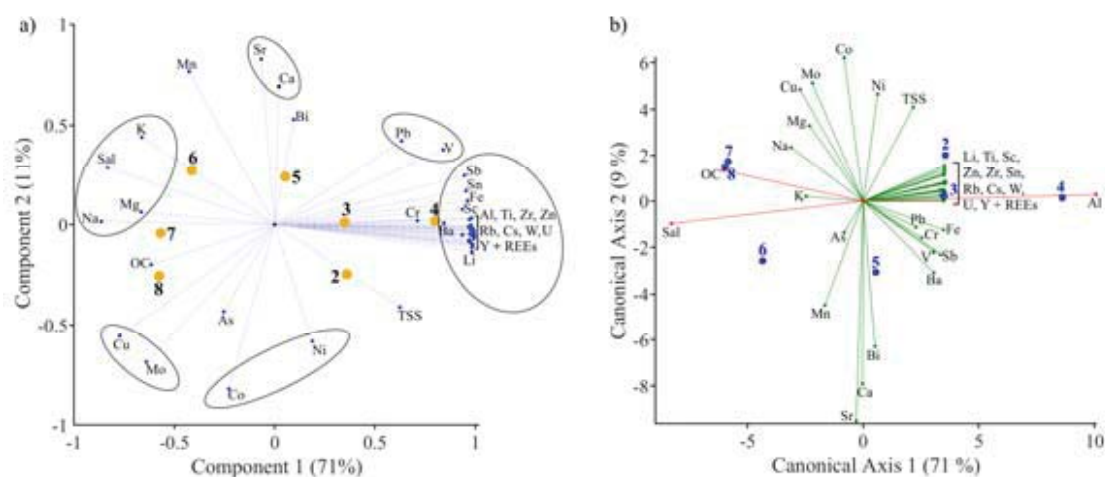 a)
1
0.5
0
-0.5
-1
Component 2 (11%)
-1
-0.5
0
0.5
1
Component 1 (71%)
Sr
Ca
Mn
Bi
K
Sal
6
5
Pb
V
Sb
Sn
Fe
Sc
Mg
Na
7
3
4
Cr
Ba
Al, Ti, Zr, Zn
Rb, Cs, W, U
Y + REEs
Li
OC
8
2
TSS
As
Cu
Mo
Ni
Co
b)
6
4
2
0
-2
-4
-6
-8
Canonical Axis 2 (9 %)
-5
0
5
10
Canonical Axis 1 (71 %)
Co
Mo
Cu
Ni
TSS
Mg
Na
7
OC
8
2
Li, Ti, Sc,
Zn, Zr, Sn,
Rb, Cs, W,
U, Y + REEs
3
4
Al
K
Sal
As
Pb
Fe
Cr
V
Sb
Ba
6
5
Mn
Bi
Ca
Sr